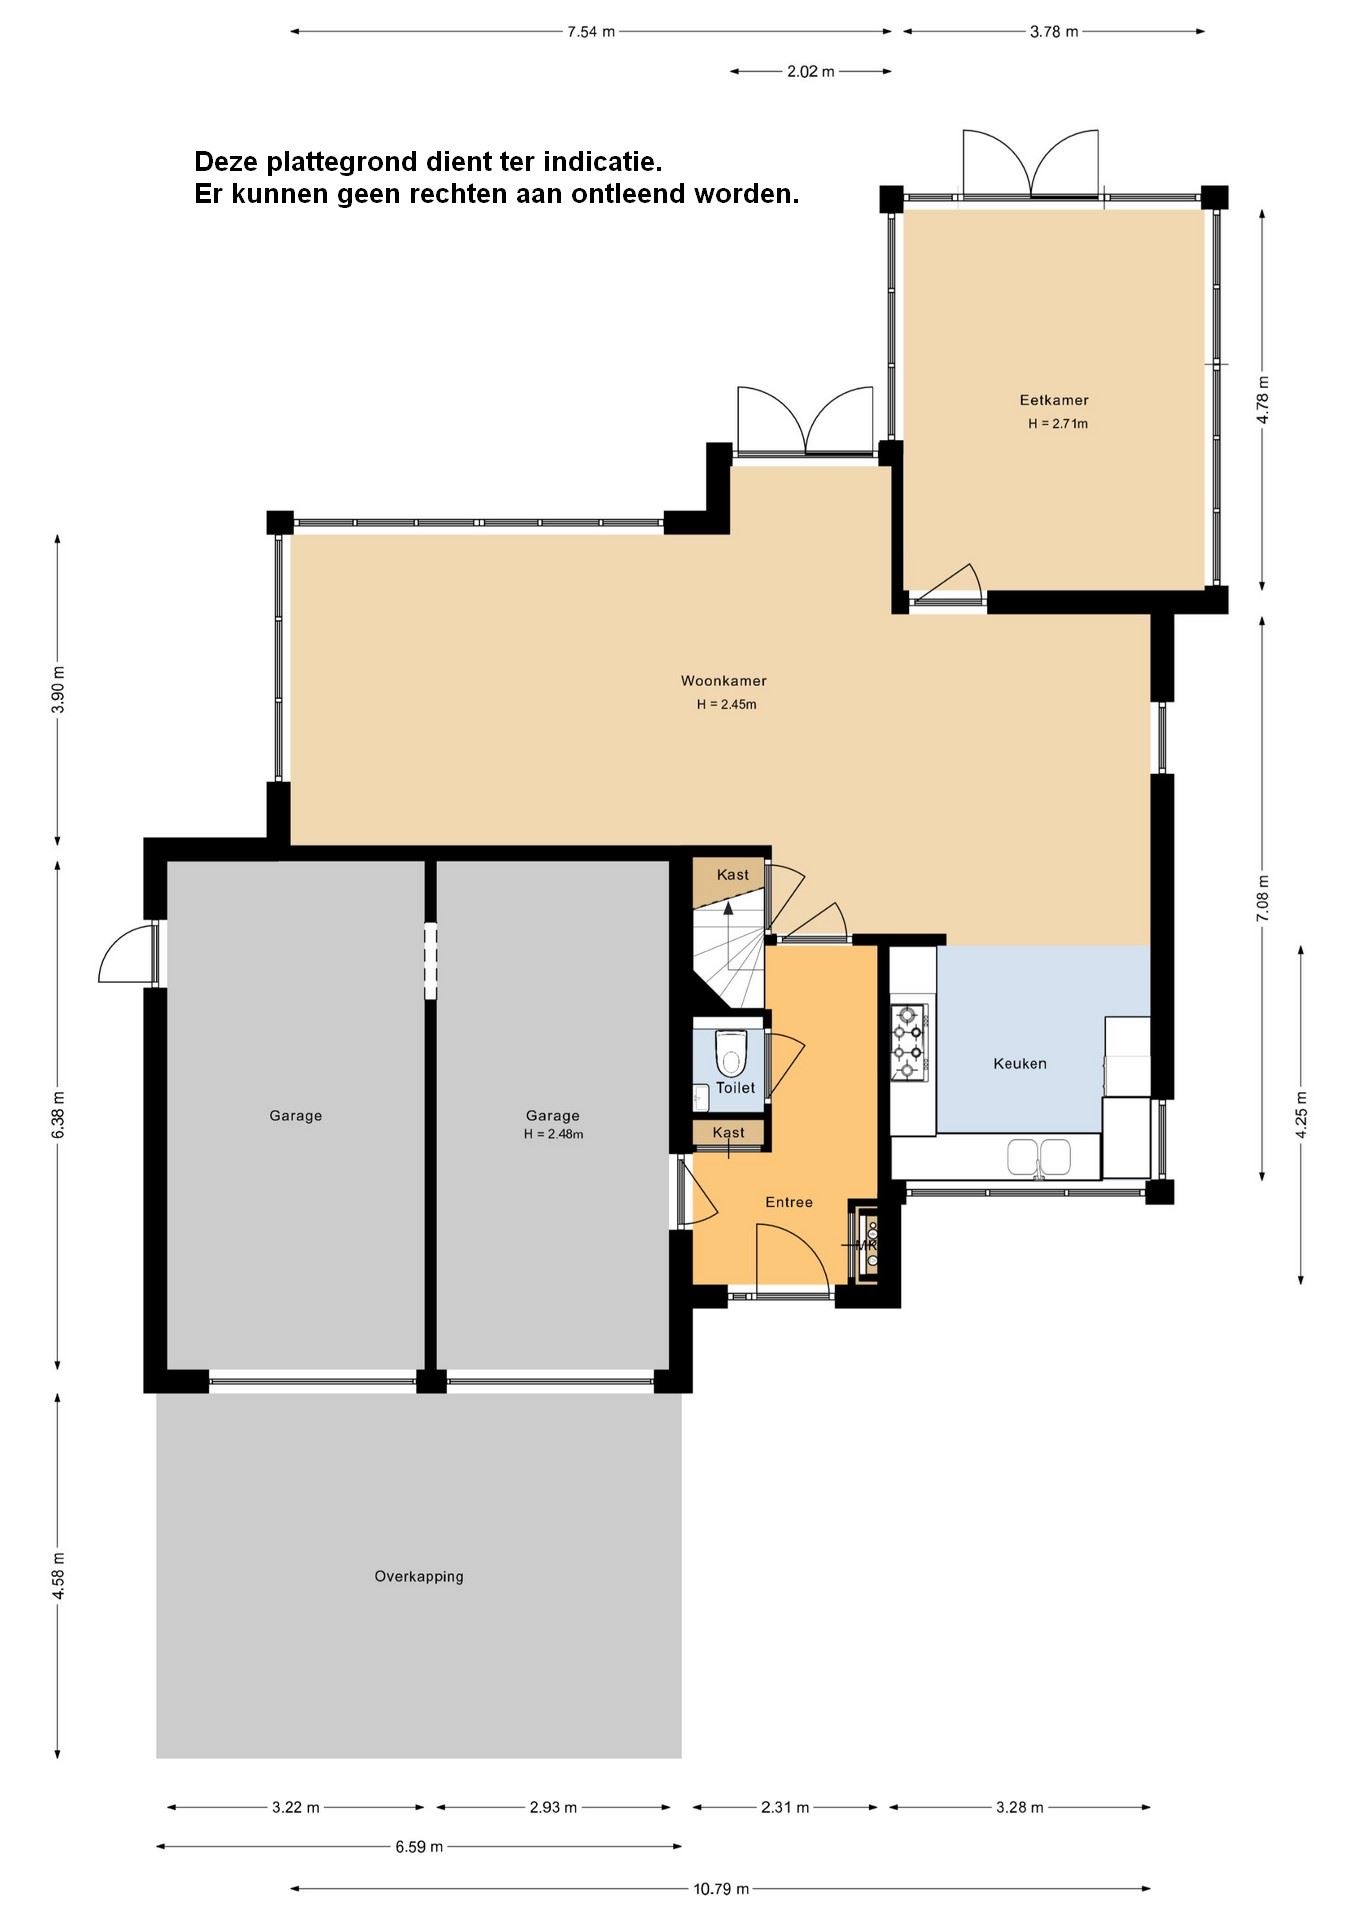 7.54 m
3.78 m
2.02 m
Deze plattegrond dient ter indicatie.
Er kunnen geen rechten aan ontleend worden.
Eetkamer
H = 2.71m
4.78 m
Woonkamer
H = 2.45m
3.90 m
Kast
7.08 m
Keuken
Toilet
Garage
Garage
H = 2.48m
6.38 m
4.25 m
Kast
Entree
MK
Overkapping
4.58 m
3.22 m
2.93 m
2.31 m
3.28 m
6.59 m
10.79 m